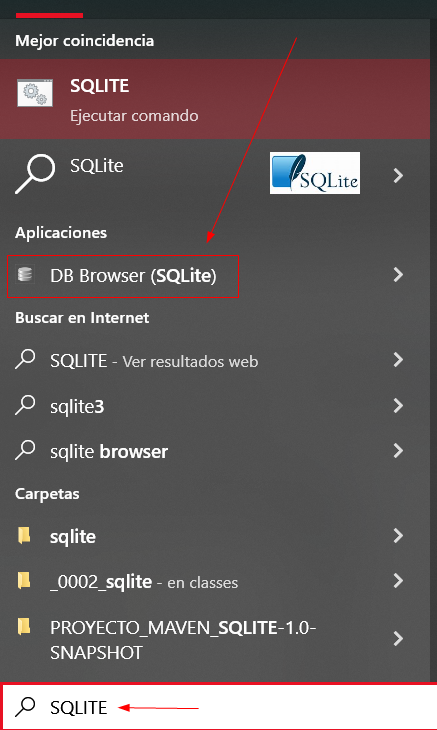 Mejor coincidencia
SQLITE
Ejecutar comando
SQLite
SQLite
Aplicaciones
DB Browser (SQLite)
Buscar en Internet
SQLITE - Ver resultados web
sqlite3
sqlite browser
Carpetas
sqlite
_0002_sqlite - en classes
PROYECTO_MAVEN_SQLITE-1.0-
SNAPSHOT
SQLITE